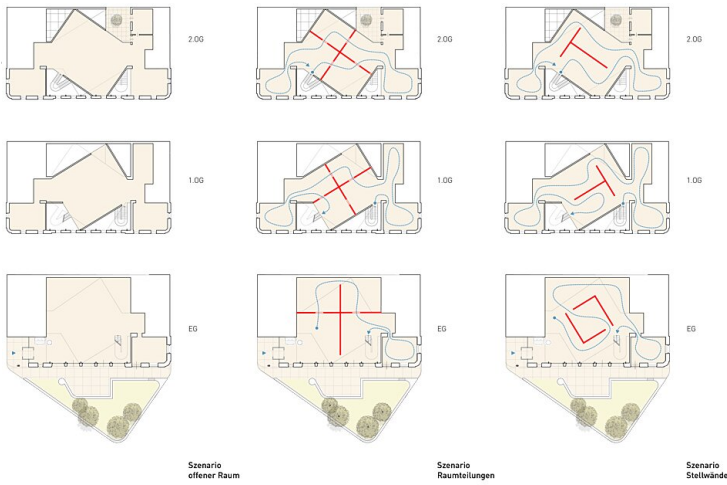 2.OG
2.OG
2.OG
1.OG
1.OG
1.OG
EG
EG
EG
Szenario
offener Raum
Szenario
Raumteilungen
Szenario
Stellwände